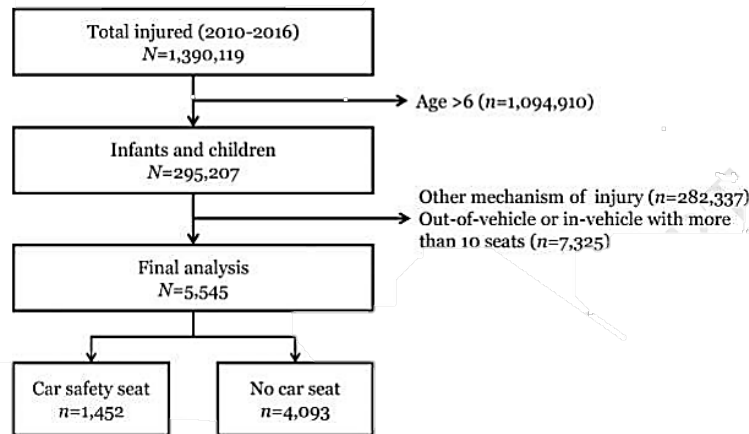 Total injured (2010-2016)
N=1,390,119
Age >6 (n=1,094,910)
Infants and children
N=295,207
Other mechanism of injury (n=282,337)
Out-of-vehicle or in-vehicle with more
than 10 seats (n=7,325)
Final analysis
N=5,545
Car safety seat
n=1,452
No car seat
n=4,093